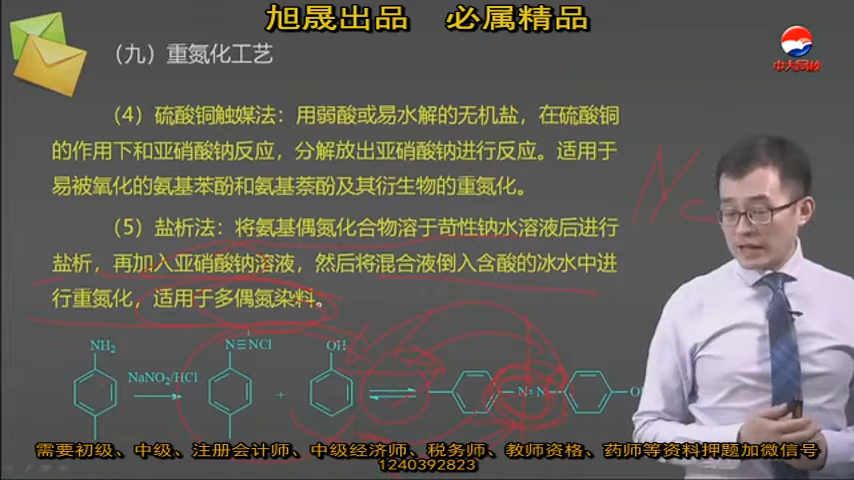 旭晟出品 必属精品
（九）重氮化工艺
中大网校
（4）硫酸铜触媒法：用弱酸或易水解的无机盐，在硫酸铜
的作用下和亚硝酸钠反应，分解放出亚硝酸钠进行反应。适用于
易被氧化的氨基苯酚和氨基萘酚及其衍生物的重氮化。
（5）盐析法：将氨基偶氮化合物溶于苛性钠水溶液后进行
盐析，再加入亚硝酸钠溶液，然后将混合液倒入含酸的冰水中进
行重氮化，适用于多偶氮染料。
NH2
N≡NCl
OH
NaNO2/HCl
+
N=N
需要初级、中级、注册会计师、中级经济师、税务师、教师资格、药师等资料押题加微信号
1240392823